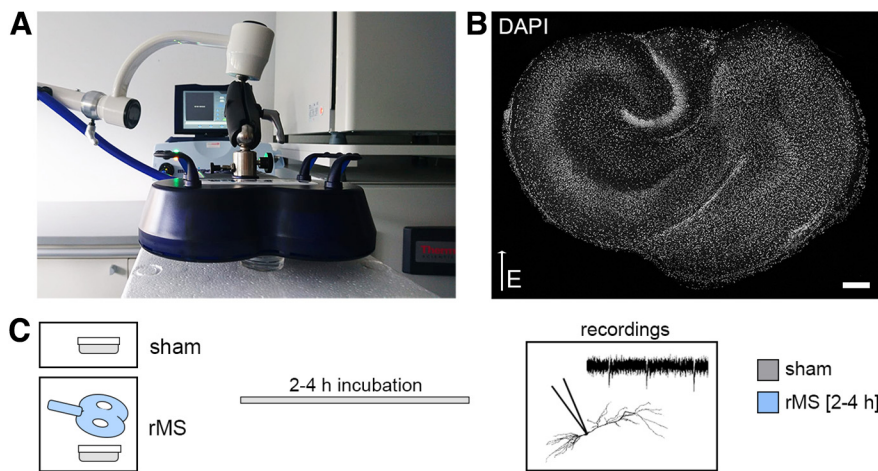 A
B
DAPI
E
C
sham
rMS
2-4 h incubation
recordings
sham
rMS [2-4 h]